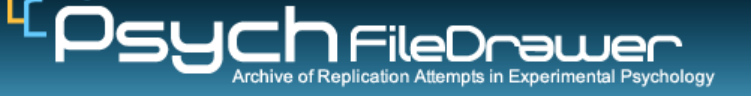 Psych FileDrawer
Archive of Replication Attempts in Experimental Psychology